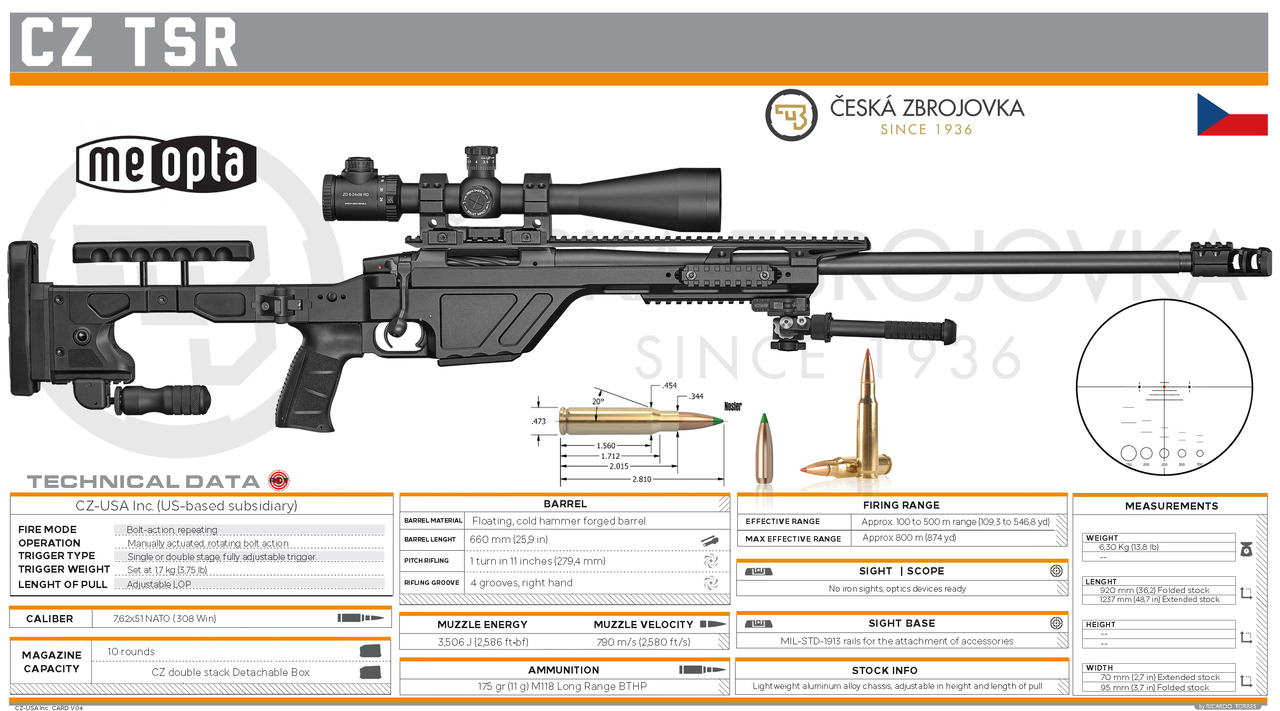 CZ TSR
ČESKÁ ZBROJOVKA
SINCE 1936
meopta
ZBROJOVKA
SINCE 1936
.454
20°
.344
Nosler
.473
1.560
1.712
2.015
2.810
TECHNICAL DATA
CZ-USA Inc. (US-based subsidiary)
FIRE MODE Bolt-action, repeating
OPERATION Manually actuated, rotating bolt action
TRIGGER TYPE Single or double stage, fully adjustable trigger
TRIGGER WEIGHT Set at 1,7 kg (3,75 lb)
LENGHT OF PULL Adjustable LOP
CALIBER 7,62x51 NATO (308 Win)
MAGAZINE CAPACITY
10 rounds
CZ double stack Detachable Box
BARREL
BARREL MATERIAL Floating, cold hammer forged barrel
BARREL LENGHT 660 mm (25,9 in)
PITCH RIFLING 1 turn in 11 inches (279,4 mm)
RIFLING GROOVE 4 grooves, right hand
MUZZLE ENERGY MUZZLE VELOCITY
3,506 J (2,586 ft•bf) 790 m/s (2,580 ft/s)
AMMUNITION
175 gr (11 g) M118 Long Range BTHP
FIRING RANGE
EFFECTIVE RANGE Approx. 100 to 500 m range (109,3 to 546,8 yd)
MAX EFFECTIVE RANGE Approx 800 m (874 yd)
SIGHT | SCOPE
No iron sights, optics devices ready
SIGHT BASE
MIL-STD-1913 rails for the attachment of accessories
STOCK INFO
Lightweight aluminum alloy chassis, adjustable in height and length of pull
MEASUREMENTS
WEIGHT
6,30 Kg (13,8 lb)
--
LENGHT
920 mm (36,2) Folded stock
1237 mm (48,7 in) Extended stock
HEIGHT
--
--
WIDTH
70 mm (2,7 in) Extended stock
95 mm (3,7 in) Folded stock
CZ-USA Inc. CARD V.04
by RICARDO TORRES